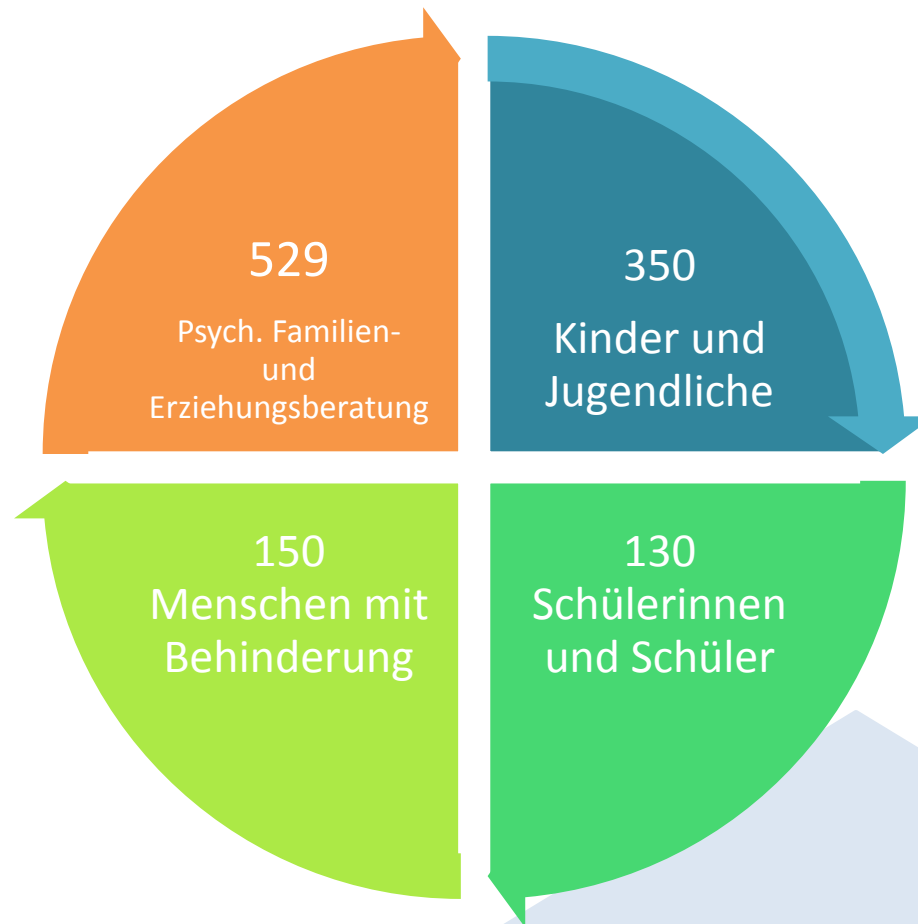 529
Psych. Familien-
und
Erziehungsberatung
350
Kinder und
Jugendliche
150
Menschen mit
Behinderung
130
Schülerinnen
und Schüler